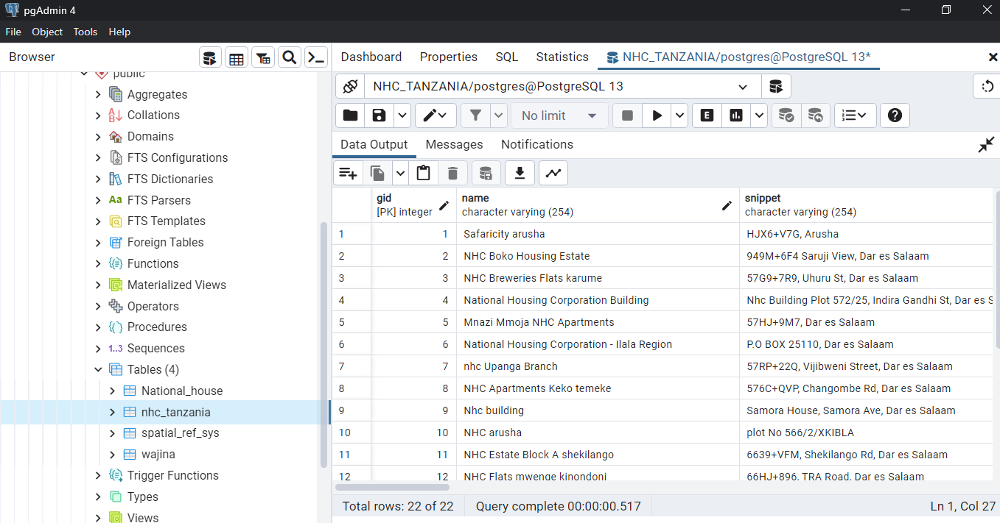 pgAdmin 4
File Object Tools Help
Browser
Dashboard Properties SQL Statistics NHC_TANZANIA/postgres@PostgreSQL 13*
NHC_TANZANIA/postgres@PostgreSQL 13
No limit
E
Data Output Messages Notifications
public
Aggregates
Collations
Domains
FTS Configurations
FTS Dictionaries
Aa FTS Parsers
FTS Templates
Foreign Tables
Functions
Materialized Views
Operators
Procedures
1..3 Sequences
Tables (4)
National_house
nhc_tanzania
spatial_ref_sys
wajina
Trigger Functions
Types
Views
gid name snippet
[PK] integer character varying (254) character varying (254)
1 1 Safaricity arusha HJX6+V7G, Arusha
2 2 NHC Boko Housing Estate 949M+6F4 Saruji View, Dar es Salaam
3 3 NHC Breweries Flats karume 57G9+7R9, Uhuru St, Dar es Salaam
4 4 National Housing Corporation Building Nhc Building Plot 572/25, Indira Gandhi St, Dar es S
5 5 Mnazi Mmoja NHC Apartments 57HJ+9M7, Dar es Salaam
6 6 National Housing Corporation - Ilala Region P.O BOX 25110, Dar es Salaam
7 7 nhc Upanga Branch 57RP+22Q, Vijibweni Street, Dar es Salaam
8 8 NHC Apartments Keko temeke 576C+QVP, Changombe Rd, Dar es Salaam
9 9 Nhc building Samora House, Samora Ave, Dar es Salaam
10 10 NHC arusha plot No 566/2/XKIBLA
11 11 NHC Estate Block A shekilango 6639+VFM, Shekilango Rd, Dar es Salaam
12 12 NHC Flats mwenge kinondoni 66HJ+896, TRA Road, Dar es Salaam
Total rows: 22 of 22 Query complete 00:00:00.517 Ln 1, Col 27